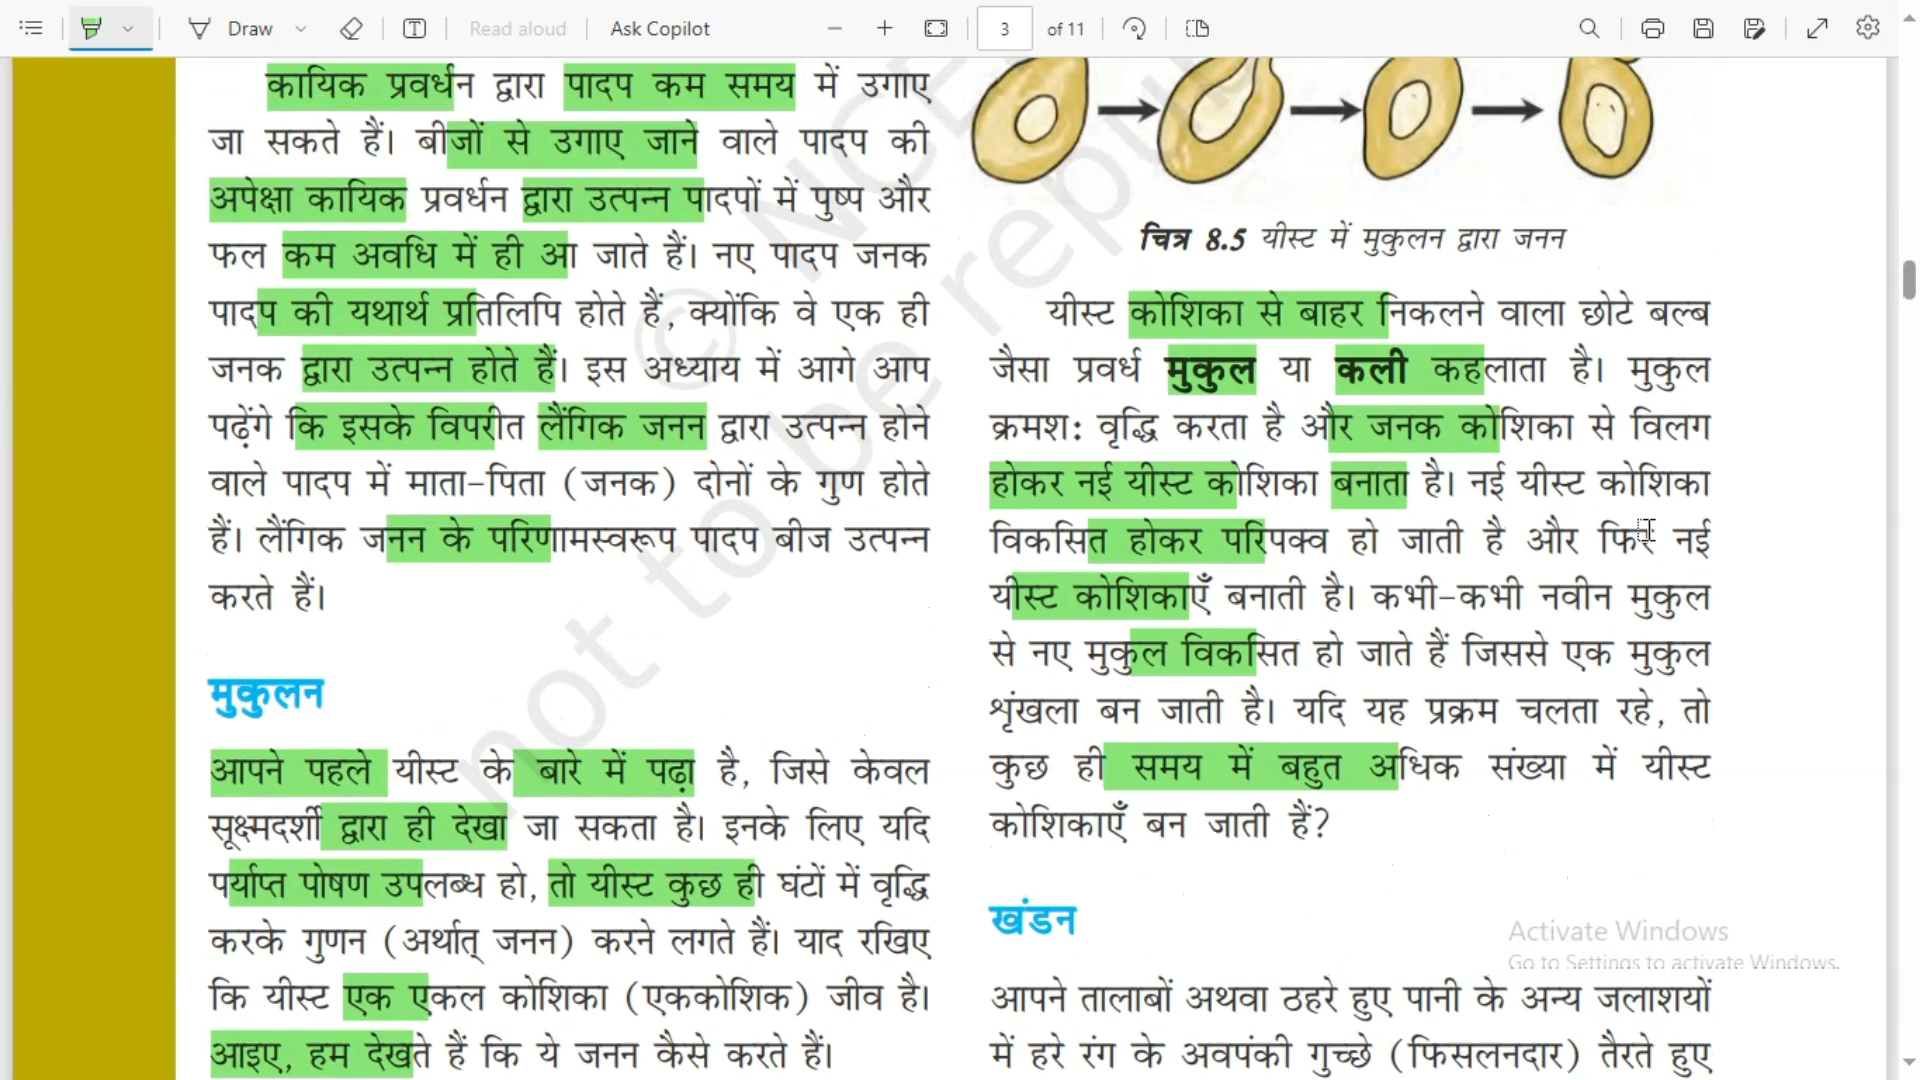 Draw
Read aloud
Ask Copilot
3
of 11
कायिक प्रवर्धन द्वारा पादप कम समय में उगाए
जा सकते हैं। बीजों से उगाए जाने वाले पादप की
अपेक्षा कायिक प्रवर्धन द्वारा उत्पन्न पादपों में पुष्प और
फल कम अवधि में ही आ जाते हैं। नए पादप जनक
पादप की यथार्थ प्रतिलिपि होते हैं, क्योंकि वे एक ही
जनक द्वारा उत्पन्न होते हैं। इस अध्याय में आगे आप
पढ़ेंगे कि इसके विपरीत लैंगिक जनन द्वारा उत्पन्न होने
वाले पादप में माता-पिता (जनक) दोनों के गुण होते
हैं। लैंगिक जनन के परिणामस्वरूप पादप बीज उत्पन्न
करते हैं।
मुकुलन
आपने पहले यीस्ट के बारे में पढ़ा है, जिसे केवल
सूक्ष्मदर्शी द्वारा ही देखा जा सकता है। इनके लिए यदि
पर्याप्त पोषण उपलब्ध हो, तो यीस्ट कुछ ही घंटों में वृद्धि
करके गुणन (अर्थात् जनन) करने लगते हैं। याद रखिए
कि यीस्ट एक एकल कोशिका (एककोशिक) जीव है।
आइए, हम देखते हैं कि ये जनन कैसे करते हैं।
चित्र 8.5 यीस्ट में मुकुलन द्वारा जनन
यीस्ट कोशिका से बाहर निकलने वाला छोटे बल्ब
जैसा प्रवर्ध मुकुल या कली कहलाता है। मुकुल
क्रमश: वृद्धि करता है और जनक कोशिका से विलग
होकर नई यीस्ट कोशिका बनाता है। नई यीस्ट कोशिका
विकसित होकर परिपक्व हो जाती है और फिर नई
यीस्ट कोशिकाएँ बनाती है। कभी-कभी नवीन मुकुल
से नए मुकुल विकसित हो जाते हैं जिससे एक मुकुल
शृंखला बन जाती है। यदि यह प्रक्रम चलता रहे, तो
कुछ ही समय में बहुत अधिक संख्या में यीस्ट
कोशिकाएँ बन जाती हैं?
खंडन
आपने तालाबों अथवा ठहरे हुए पानी के अन्य जलाशयों
में हरे रंग के अवपंकी गुच्छे (फिसलनदार) तैरते हुए
© NCE
not to be repu
Activate Windows
Go to Settings to activate Windows.